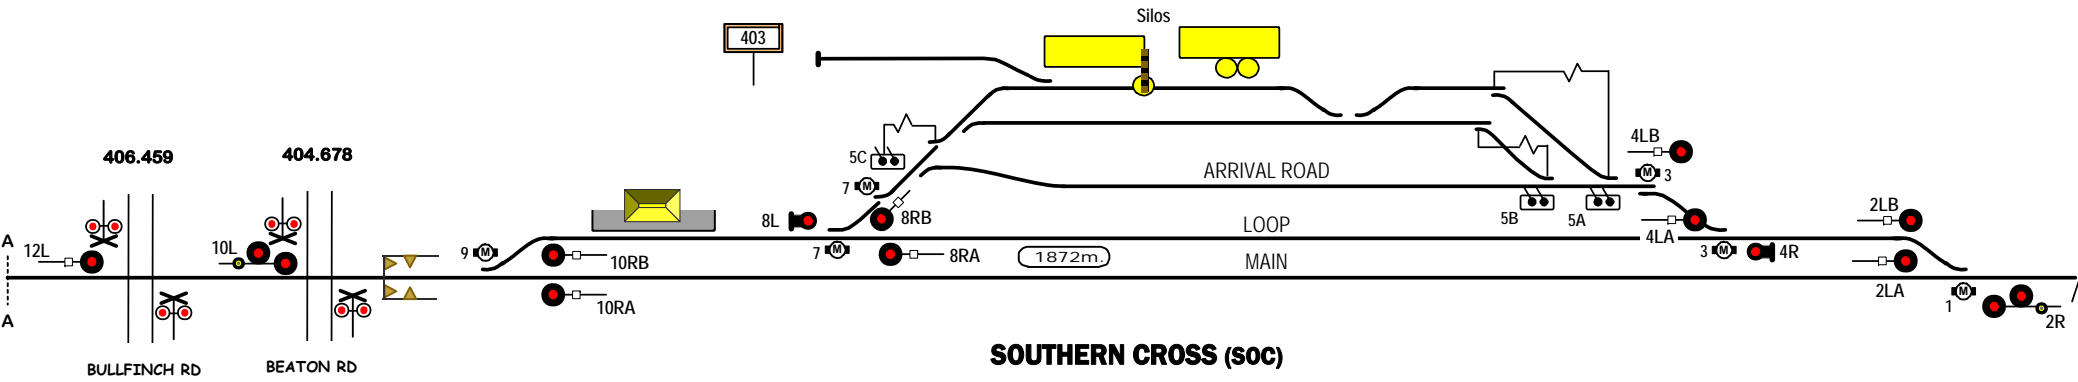 Silos
403
4LB
406.459
404.678
5C
ARRIVAL ROAD
M 3
7 M
2LB
8L
8RB
5B
5A
LOOP
A
12L
10L
9 M
10RB
7 M
8RA
1872m.
MAIN
4LA
3 M
4R
2LA
A
10RA
1 M
2R
SOUTHERN CROSS (SOC)
BULLFINCH RD
BEATON RD